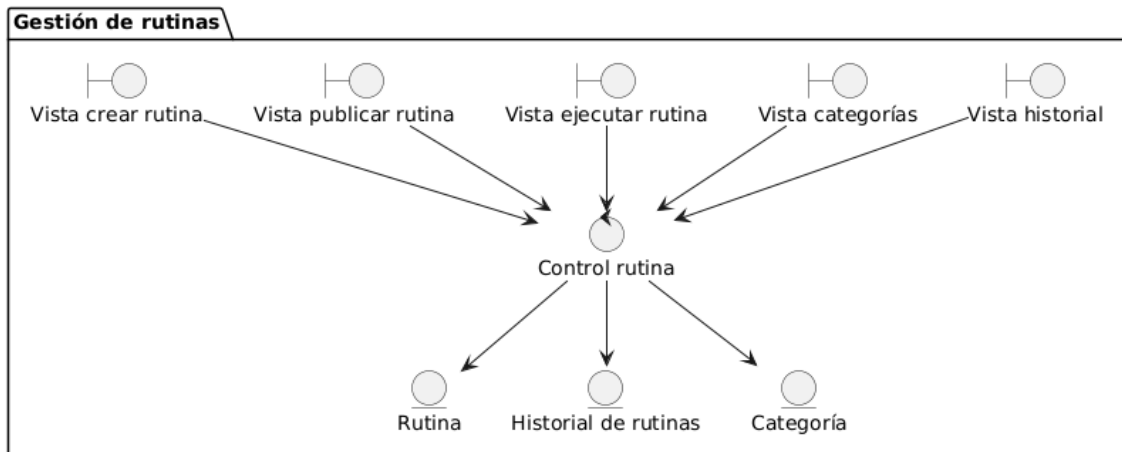 Gestión de rutinas
Vista crear rutina
Vista publicar rutina
Vista ejecutar rutina
Vista categorías
Vista historial
Control rutina
Rutina
Historial de rutinas
Categoría